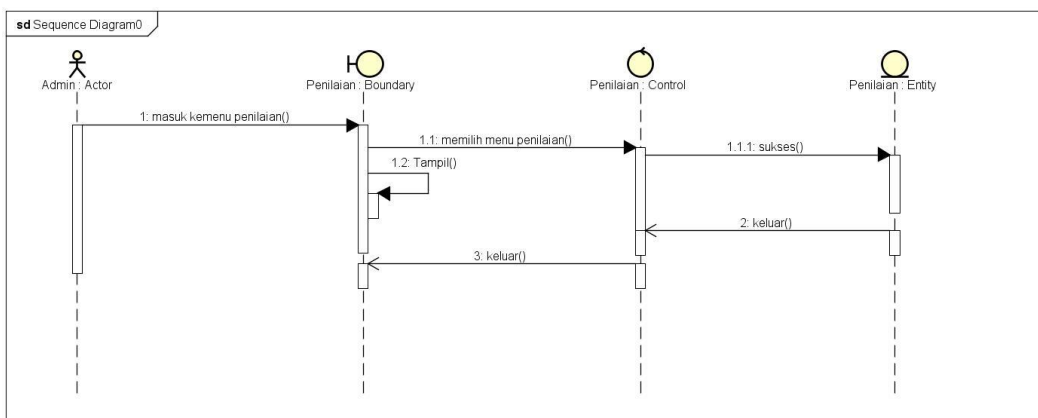 sd Sequence Diagram0
Admin : Actor
Penilaian : Boundary
Penilaian : Control
Penilaian : Entity
1: masuk kemenu penilaian()
1.1: memilih menu penilaian()
1.1.1: sukses()
1.2: Tampil()
2: keluar()
3: keluar()